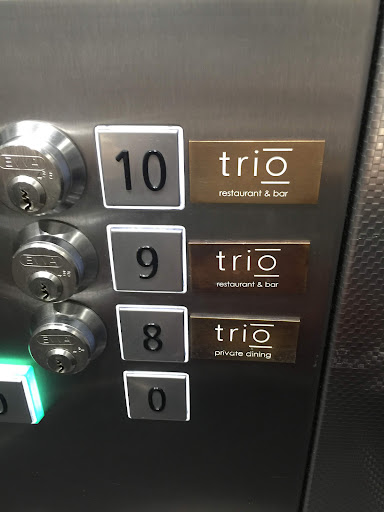 10
trio
restaurant & bar
9
trio
restaurant & bar
8
trio
private dining
0